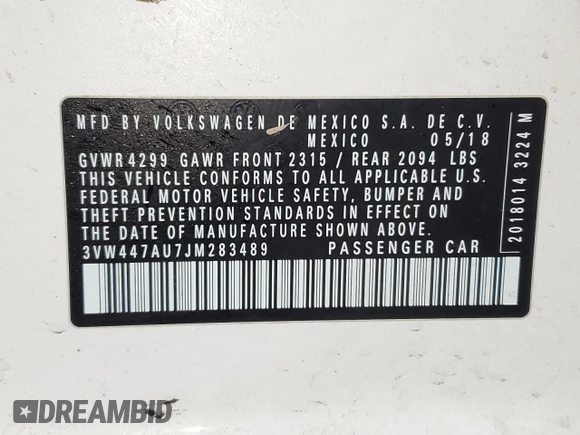 MFD BY VOLKSWAGEN DE MEXICO S.A. DE C.V.
MEXICO 05/18
GVWR 4299 GAWR FRONT 2315 / REAR 2094 LBS
THIS VEHICLE CONFORMS TO ALL APPLICABLE U.S.
FEDERAL MOTOR VEHICLE SAFETY, BUMPER AND
THEFT PREVENTION STANDARDS IN EFFECT ON
THE DATE OF MANUFACTURE SHOWN ABOVE.
3VW447AU7JM283489 PASSENGER CAR
2018014 3224 M
DREAMBID